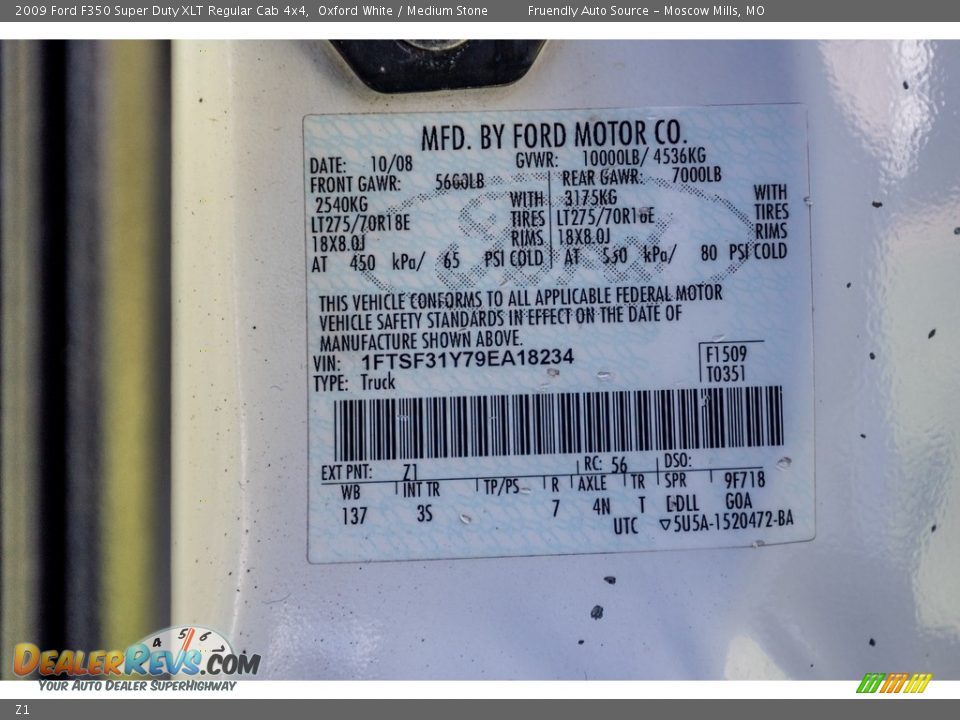 2009 Ford F350 Super Duty XLT Regular Cab 4x4, Oxford White / Medium Stone Fruendly Auto Source - Moscow Mills, MO
MFD. BY FORD MOTOR CO.
DATE: 10/08 GVWR: 10000LB/ 4536KG
FRONT GAWR: 5600LB REAR GAWR: 7000LB
2540KG WITH 3175KG WITH
LT275/70R18E TIRES LT275/70R18E TIRES
18X8.0J RIMS 18X8.0J RIMS
AT 450 kPa/ 65 PSI COLD AT 550 kPa/ 80 PSI COLD
THIS VEHICLE CONFORMS TO ALL APPLICABLE FEDERAL MOTOR
VEHICLE SAFETY STANDARDS IN EFFECT ON THE DATE OF
MANUFACTURE SHOWN ABOVE.
VIN: 1FTSF31Y79EA18234 F1509
TYPE: Truck T0351
EXT PNT: Z1 RC: 56 DSO:
WB INT TR TP/PS R AXLE TR SPR 9F718
137 3S 7 4N T DLL GOA
UTC ▽5U5A-1520472-BA
4 5 6
DEALERREVS.COM
YOUR AUTO DEALER SUPERHIGHWAY
Z1